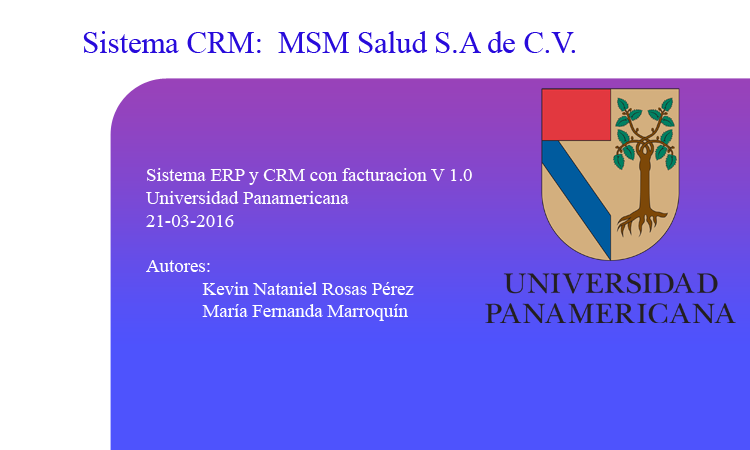 Sistema CRM:  MSM Salud S.A de C.V.
Sistema ERP y CRM con facturacion V 1.0
Universidad Panamericana
21-03-2016
Autores:
Kevin Nataniel Rosas Pérez
María Fernanda Marroquín
UNIVERSIDAD
PANAMERICANA